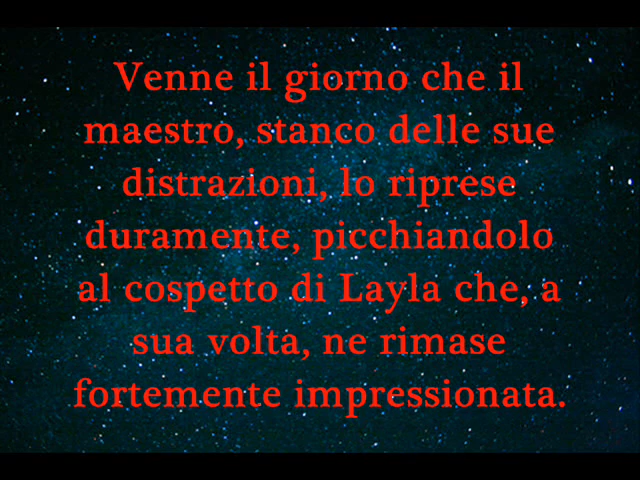 Venne il giorno che il
maestro, stanco delle sue
distrazioni, lo riprese
duramente, picchiandolo
al cospetto di Layla che, a
sua volta, ne rimase
fortemente impressionata.